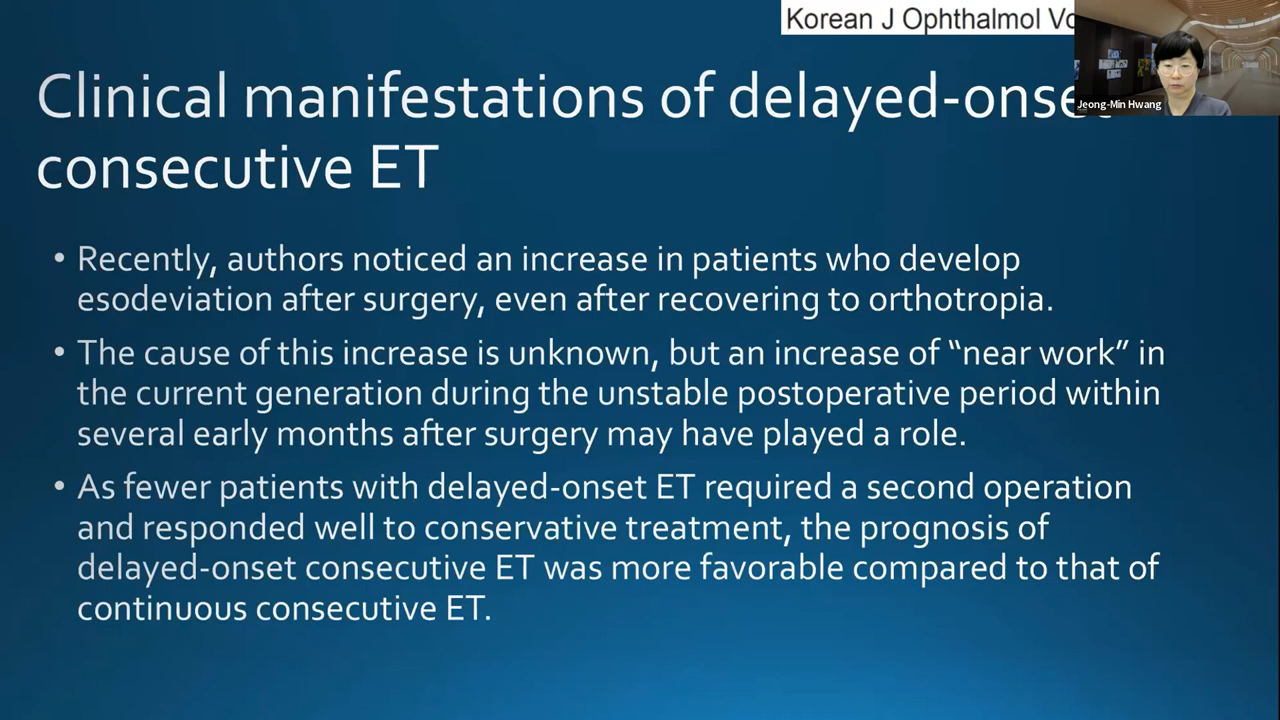 Korean J Ophthalmol
Jeong-Min Hwang
Clinical manifestations of delayed-onset
consecutive ET
• Recently, authors noticed an increase in patients who develop
esodeviation after surgery, even after recovering to orthotropia.
• The cause of this increase is unknown, but an increase of “near work” in
the current generation during the unstable postoperative period within
several early months after surgery may have played a role.
• As fewer patients with delayed-onset ET required a second operation
and responded well to conservative treatment, the prognosis of
delayed-onset consecutive ET was more favorable compared to that of
continuous consecutive ET.